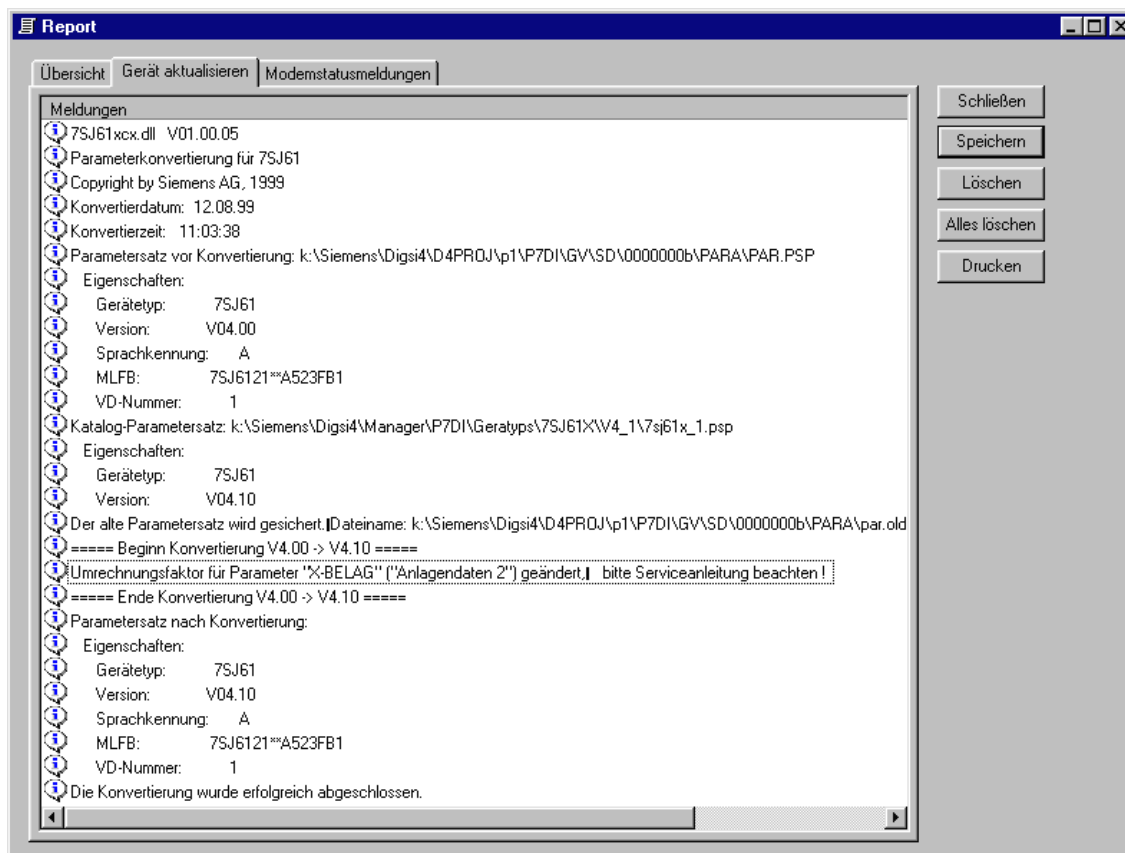 Report
Übersicht Gerät aktualisieren Modemstatusmeldungen
Meldungen
7SJ61xcx.dll V01.00.05
Parameterkonvertierung für 7SJ61
Copyright by Siemens AG, 1999
Konvertierdatum: 12.08.99
Konvertierzeit: 11:03:38
Parametersatz vor Konvertierung: k:\Siemens\Digsi4\D4PROJ\p1\P7DI\GV\SD\0000000b\PARA\PAR.PSP
Eigenschaften:
Gerätetyp: 7SJ61
Version: V04.00
Sprachkennung: A
MLFB: 7SJ6121**A523FB1
VD-Nummer: 1
Katalog-Parametersatz: k:\Siemens\Digsi4\Manager\P7DI\Geratyps\7SJ61X\V4_1\7sj61x_1.psp
Eigenschaften:
Gerätetyp: 7SJ61
Version: V04.10
Der alte Parametersatz wird gesichert.|Dateiname: k:\Siemens\Digsi4\D4PROJ\p1\P7DI\GV\SD\0000000b\PARA\par.old
===== Beginn Konvertierung V4.00 -> V4.10 =====
Umrechnungsfaktor für Parameter "X-BELAG" ("Anlagendaten 2") geändert,| bitte Serviceanleitung beachten !
===== Ende Konvertierung V4.00 -> V4.10 =====
Parametersatz nach Konvertierung:
Eigenschaften:
Gerätetyp: 7SJ61
Version: V04.10
Sprachkennung: A
MLFB: 7SJ6121**A523FB1
VD-Nummer: 1
Die Konvertierung wurde erfolgreich abgeschlossen.
Schließen
Speichern
Löschen
Alles löschen
Drucken